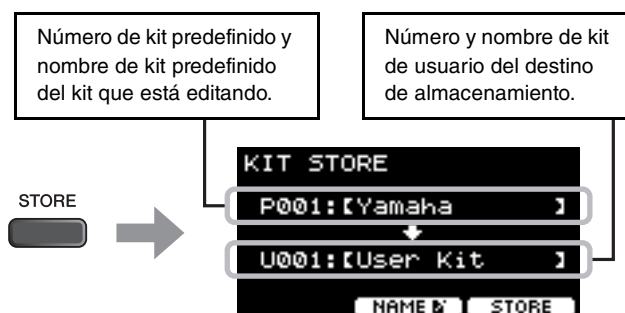 Número de kit predefinido y
nombre de kit predefinido
del kit que está editando.
Número y nombre de kit
de usuario del destino
de almacenamiento.
STORE
KIT STORE
P001:[Yamaha ]
U001:[User Kit ]
NAME STORE